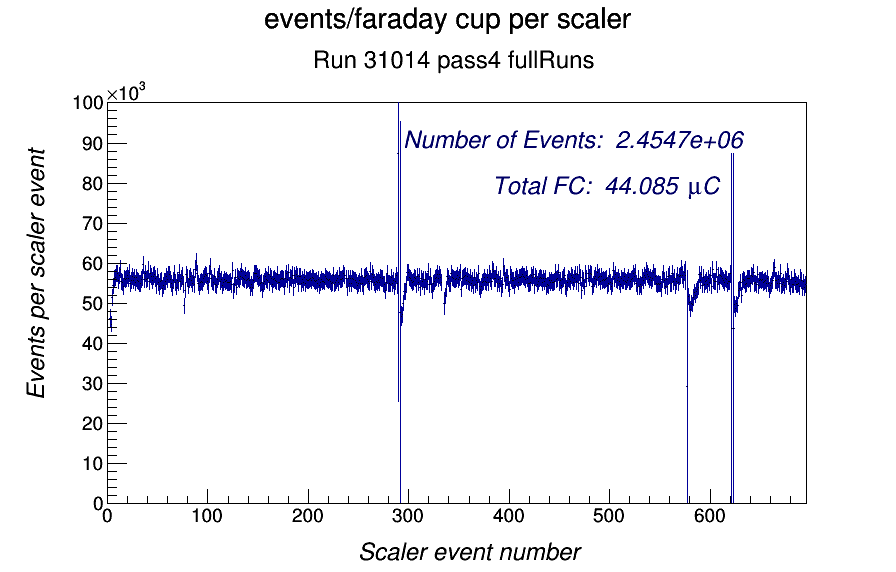 events/faraday cup per scaler
Run 31014 pass4 fullRuns
×10³
100
90
80
70
60
50
40
30
20
10
0
Events per scaler event
Number of Events: 2.4547e+06
Total FC: 44.085 μC
0 100 200 300 400 500 600
Scaler event number